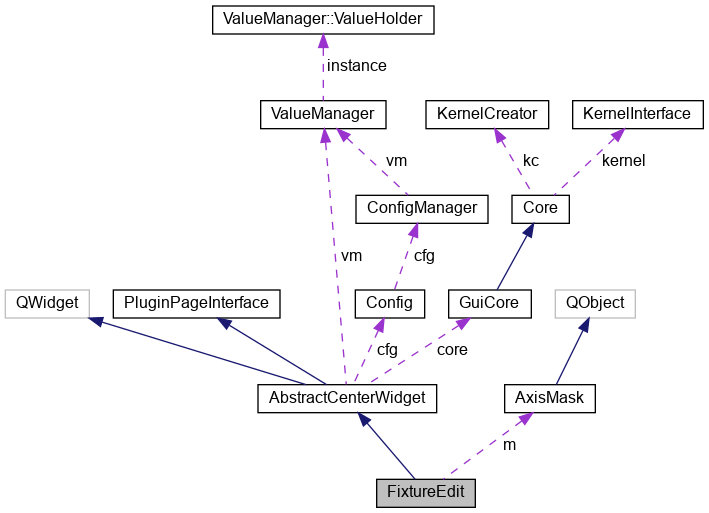 ValueManager::ValueHolder
instance
ValueManager
KernelCreator
KernelInterface
vm
kc
kernel
ConfigManager
Core
vm
cfg
QWidget
PluginPageInterface
Config
GuiCore
QObject
cfg
core
AbstractCenterWidget
AxisMask
m
FixtureEdit